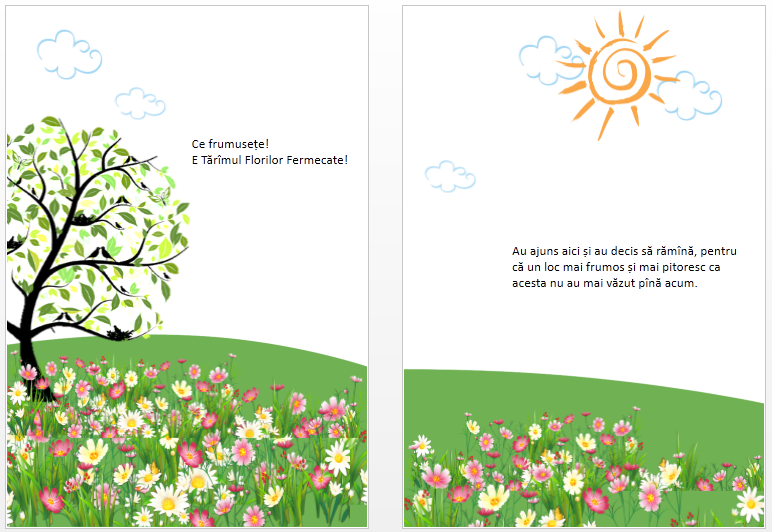 Ce frumusețe!
E Tărîmul Florilor Fermecate!
Au ajuns aici și au decis să rămînă, pentru
că un loc mai frumos și mai pitoresc ca
acesta nu au mai văzut pînă acum.